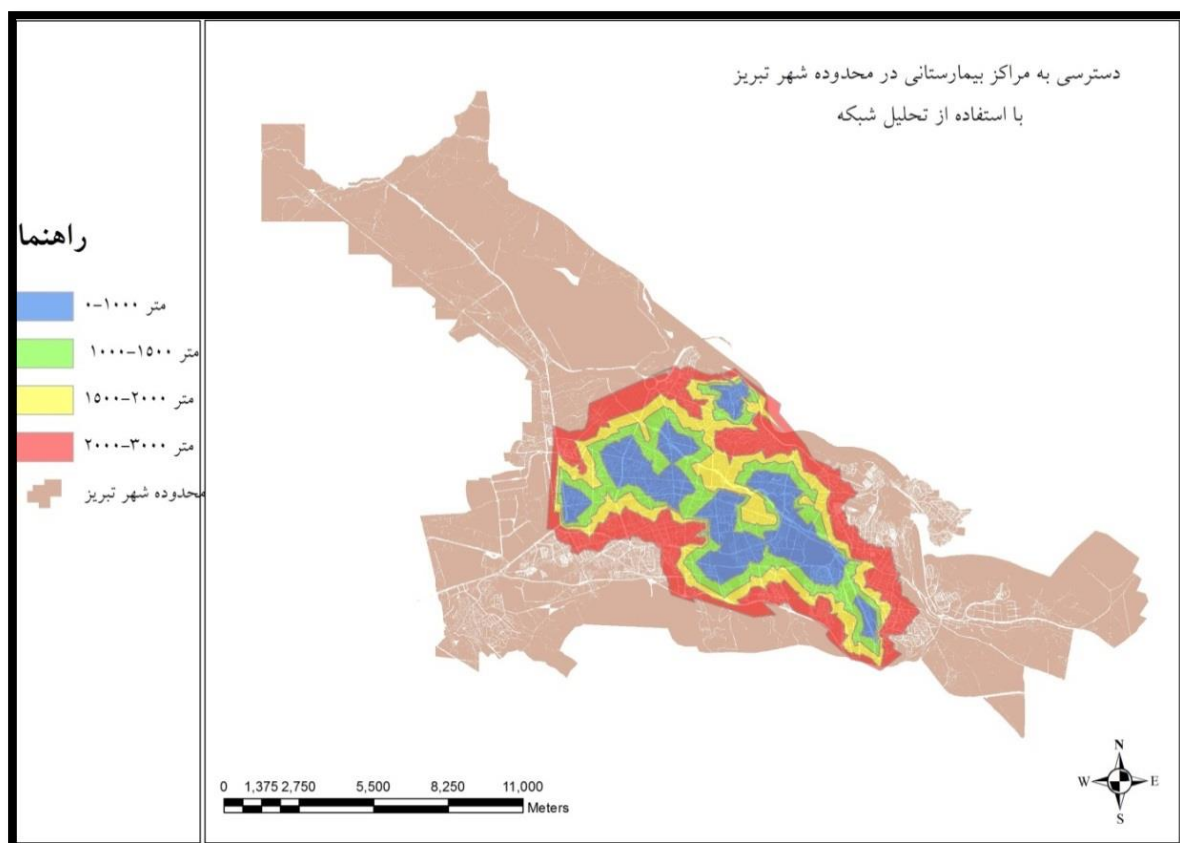 دسترسی به مراکز بیمارستانی در محدوده شهر تبریز
با استفاده از تحلیل شبکه
راهنما
۰-۱۰۰۰ متر
۱۰۰۰-۱۵۰۰ متر
۱۵۰۰-۲۰۰۰ متر
۲۰۰۰-۳۰۰۰ متر
محدوده شهر تبریز
0 1,375 2,750 5,500 8,250 11,000
Meters
N
W E
S